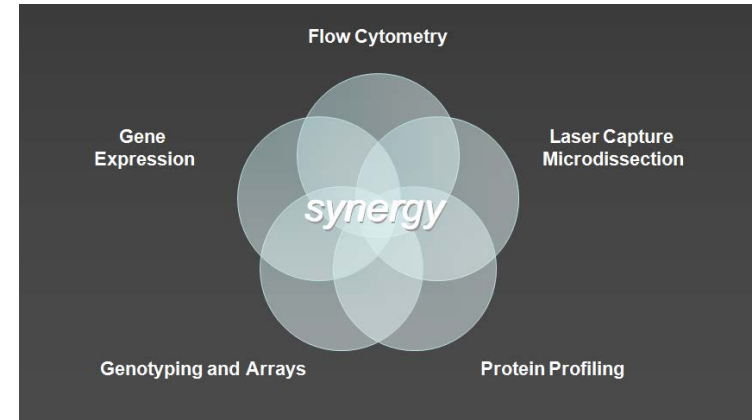 Flow Cytometry
Gene
Expression
Laser Capture
Microdissection
synergy
Genotyping and Arrays
Protein Profiling